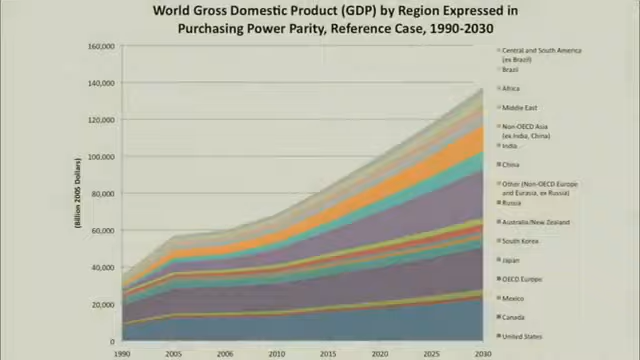 World Gross Domestic Product (GDP) by Region Expressed in
Purchasing Power Parity, Reference Case, 1990-2030
160,000
140,000
120,000
100,000
80,000
60,000
40,000
20,000
0
(Billion 2005 Dollars)
1990
2005
2006
2010
2015
2020
2025
2030
Central and South America
(ex Brazil)
Brazil
Africa
Middle East
Non-OECD Asia
(ex India, China)
India
China
Other (Non-OECD Europe
and Eurasia, ex Russia)
Russia
Australia/New Zealand
South Korea
Japan
OECD Europe
Mexico
Canada
United States